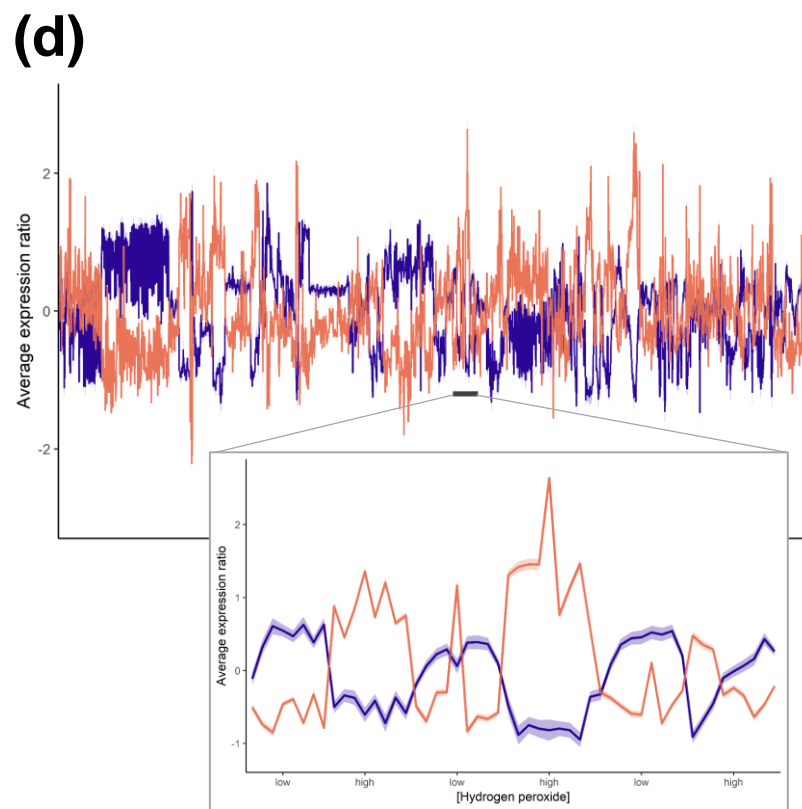 (d)
Average expression ratio
2
0
-2
Average expression ratio
2
1
0
-1
low high low high low high
[Hydrogen peroxide]